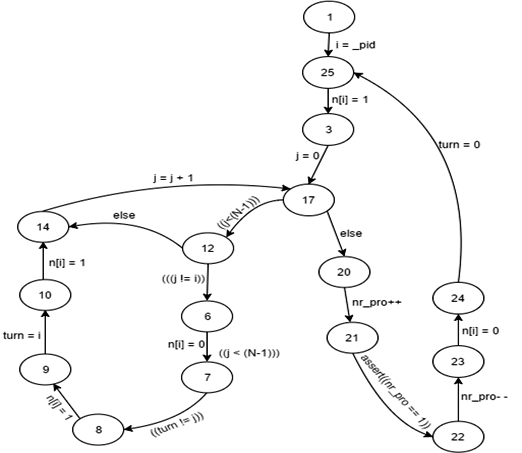 1
i = _pid
25
n[i] = 1
3
j = 0
turn = 0
j = j + 1
17
((j<(N-1)))
14
else
12
else
n[i] = 1
(((j != i))
20
10
nr_pro++
24
6
turn = i
n[i] = 0
((j < (N-1)))
21
n[i] = 0
9
7
assert((nr_pro == 1))
23
n[i] = 1
nr_pro- -
8
((turn != j))
22